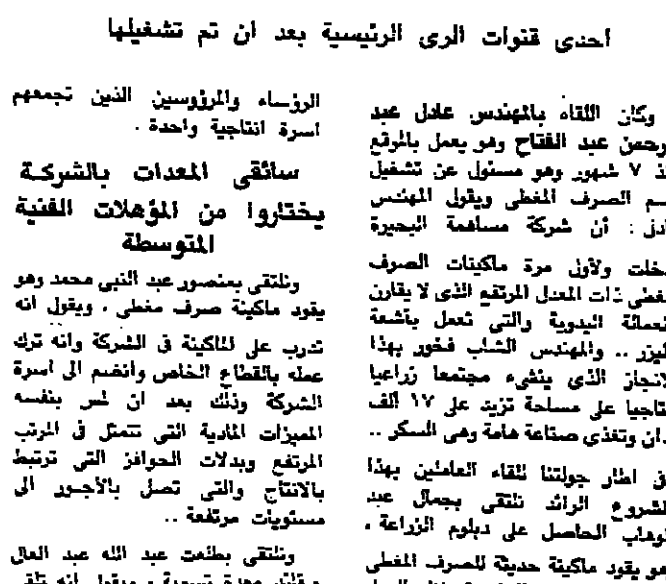 احدى قنوات الرى الرئيسية بعد ان تم تشغيلها
وكان اللقاء بالمهندس عادل عبد
رحمن عبد الفتاح وهو يعمل بالموقع
ذ ٧ شهور وهو مسئول عن تشغيل
سم الصرف المغطى ويقول المهندس
ادل : أن شركة مساهمة البحيرة
خلت ولأول مرة ماكينات الصرف
غطى ذات المعدل المرتفع الذى لا يقارن
لعمالة اليدوية والتى تعمل بأشعة
ليزر .. والمهندس الشاب فخور بهذا
لانجاز الذى ينشىء مجتمعا زراعيا
تاجيا على مساحة تزيد على ١٧ ألف
دان وتغذى صناعة هامة وهى السكر ..
فى اطار جولتنا للقاء العاملين بهذا
لشروع الرائد نلتقى بجمال عبد
لوهاب الحاصل على دبلوم الزراعة ،
هو يقود ماكينة حديثة للصرف المغطى
الرؤساء والمرؤوسين الذين تجمعهم
اسرة انتاجية واحدة .
سائقى المعدات بالشركة
يختاروا من المؤهلات الفنية
المتوسطة
ونلتقى بمنصور عبد النبى محمد وهو
يقود ماكينة صرف مغطى . ويقول انه
تدرب على الماكينة فى الشركة وانه ترك
عمله بالقطاع الخاص وانضم الى اسرة
الشركة وذلك بعد ان لمس بنفسه
المميزات المادية التى تتمثل فى المرتب
المرتفع وبدلات الحوافز التى ترتبط
بالانتاج والتى تصل بالأجور الى
مستويات مرتفعة ..
ونلتقى بطلعت عبد الله عبد العال